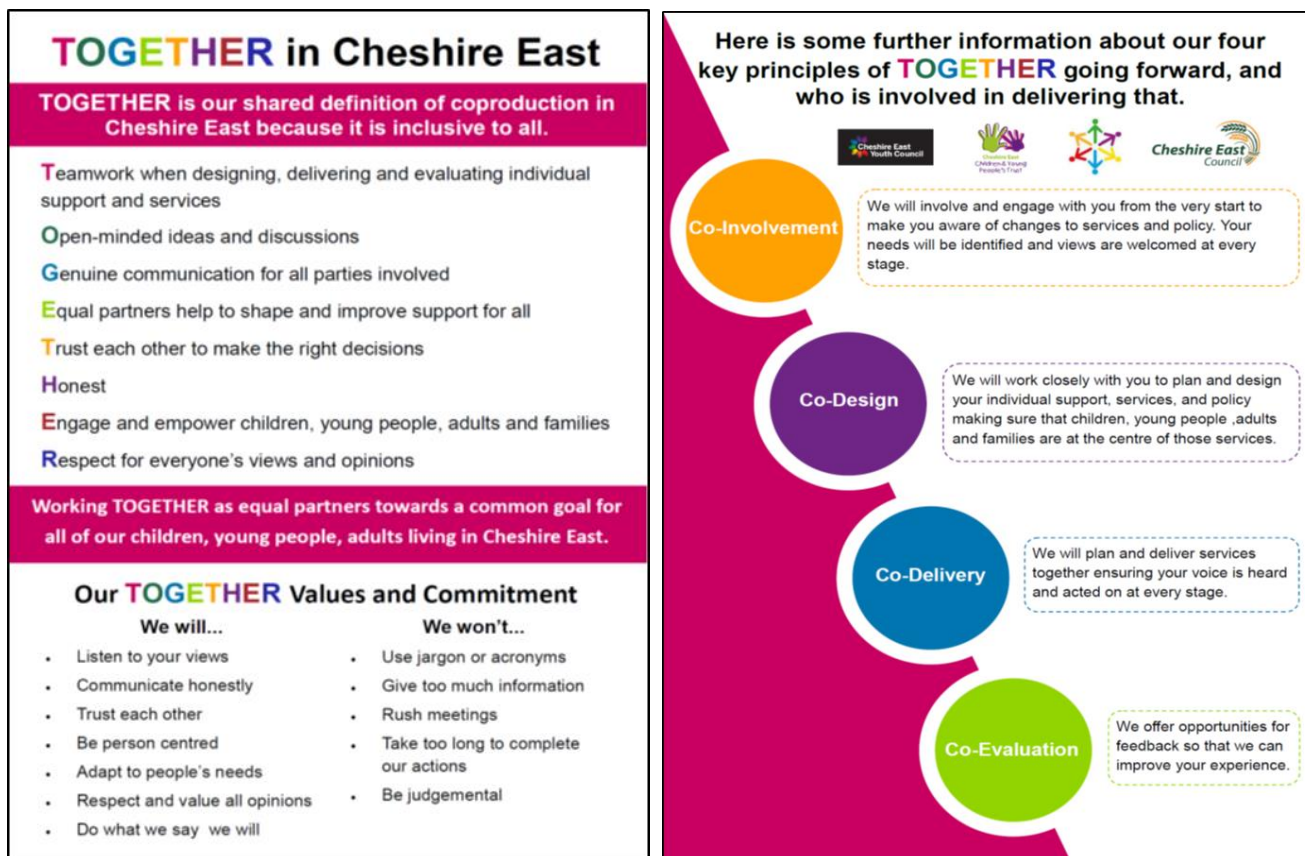 TOGETHER in Cheshire East
TOGETHER is our shared definition of coproduction in
Cheshire East because it is inclusive to all.
Teamwork when designing, delivering and evaluating individual
support and services
Open-minded ideas and discussions
Genuine communication for all parties involved
Equal partners help to shape and improve support for all
Trust each other to make the right decisions
Honest
Engage and empower children, young people, adults and families
Respect for everyone's views and opinions
Working TOGETHER as equal partners towards a common goal for
all of our children, young people, adults living in Cheshire East.
Our TOGETHER Values and Commitment
We will...
• Listen to your views
• Communicate honestly
• Trust each other
• Be person centred
• Adapt to people's needs
• Respect and value all opinions
• Do what we say we will
We won't...
• Use jargon or acronyms
• Give too much information
• Rush meetings
• Take too long to complete
our actions
• Be judgemental
Here is some further information about our four
key principles of TOGETHER going forward, and
who is involved in delivering that.
Cheshire East
Youth Council
Cheshire East
Children & Young
People's Trust
Cheshire East
Council
Co-Involvement
We will involve and engage with you from the very start to
make you aware of changes to services and policy. Your
needs will be identified and views are welcomed at every
stage.
Co-Design
We will work closely with you to plan and design
your individual support, services, and policy
making sure that children, young people ,adults
and families are at the centre of those services.
Co-Delivery
We will plan and deliver services
together ensuring your voice is heard
and acted on at every stage.
Co-Evaluation
We offer opportunities for
feedback so that we can
improve your experience.